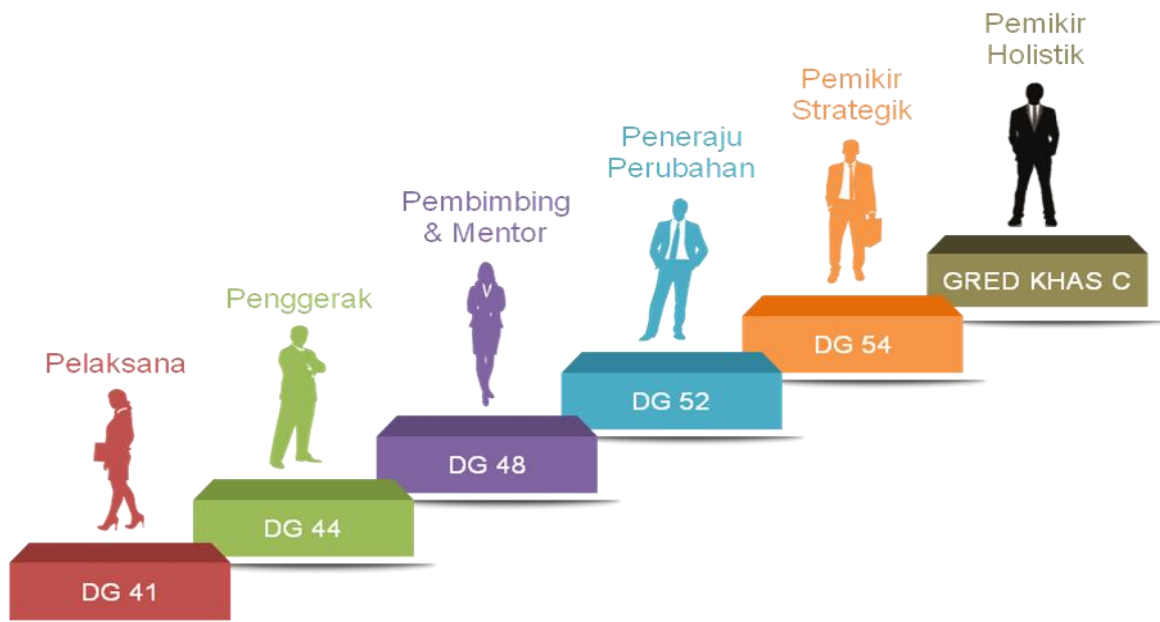 Pelaksana
DG 41
Penggerak
DG 44
Pembimbing
& Mentor
DG 48
Peneraju
Perubahan
DG 52
Pemikir
Strategik
DG 54
Pemikir
Holistik
GRED KHAS C